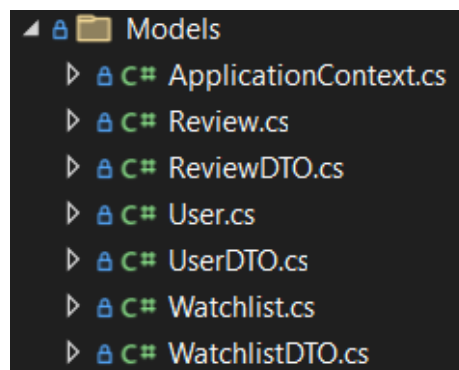 Models
C# ApplicationContext.cs
C# Review.cs
C# ReviewDTO.cs
C# User.cs
C# UserDTO.cs
C# Watchlist.cs
C# WatchlistDTO.cs